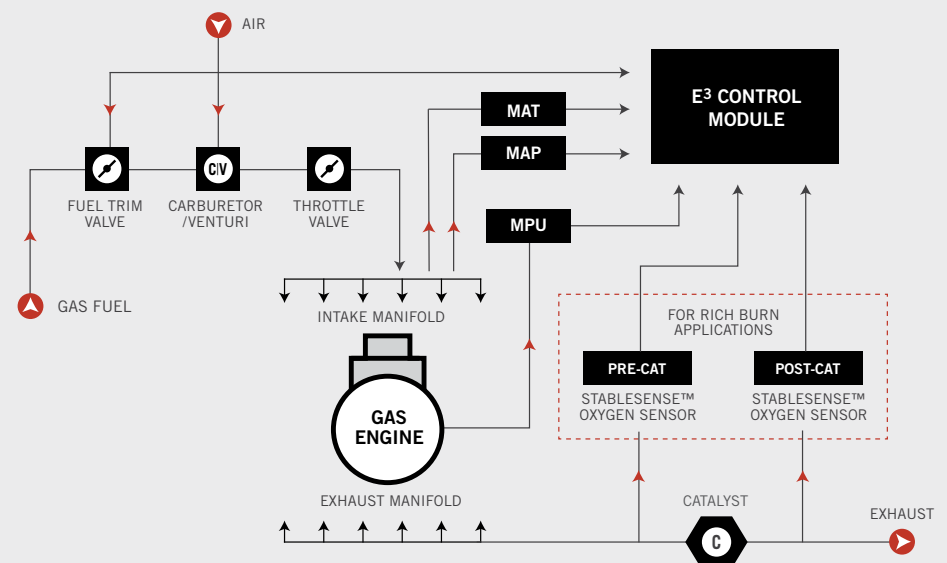 AIR
E³ CONTROL
MODULE
MAT
MAP
C|V
FUEL TRIM
VALVE
CARBURETOR
/VENTURI
THROTTLE
VALVE
MPU
GAS FUEL
INTAKE MANIFOLD
FOR RICH BURN
APPLICATIONS
PRE-CAT
POST-CAT
STABLESENSE™
OXYGEN SENSOR
STABLESENSE™
OXYGEN SENSOR
GAS
ENGINE
EXHAUST MANIFOLD
CATALYST
C
EXHAUST